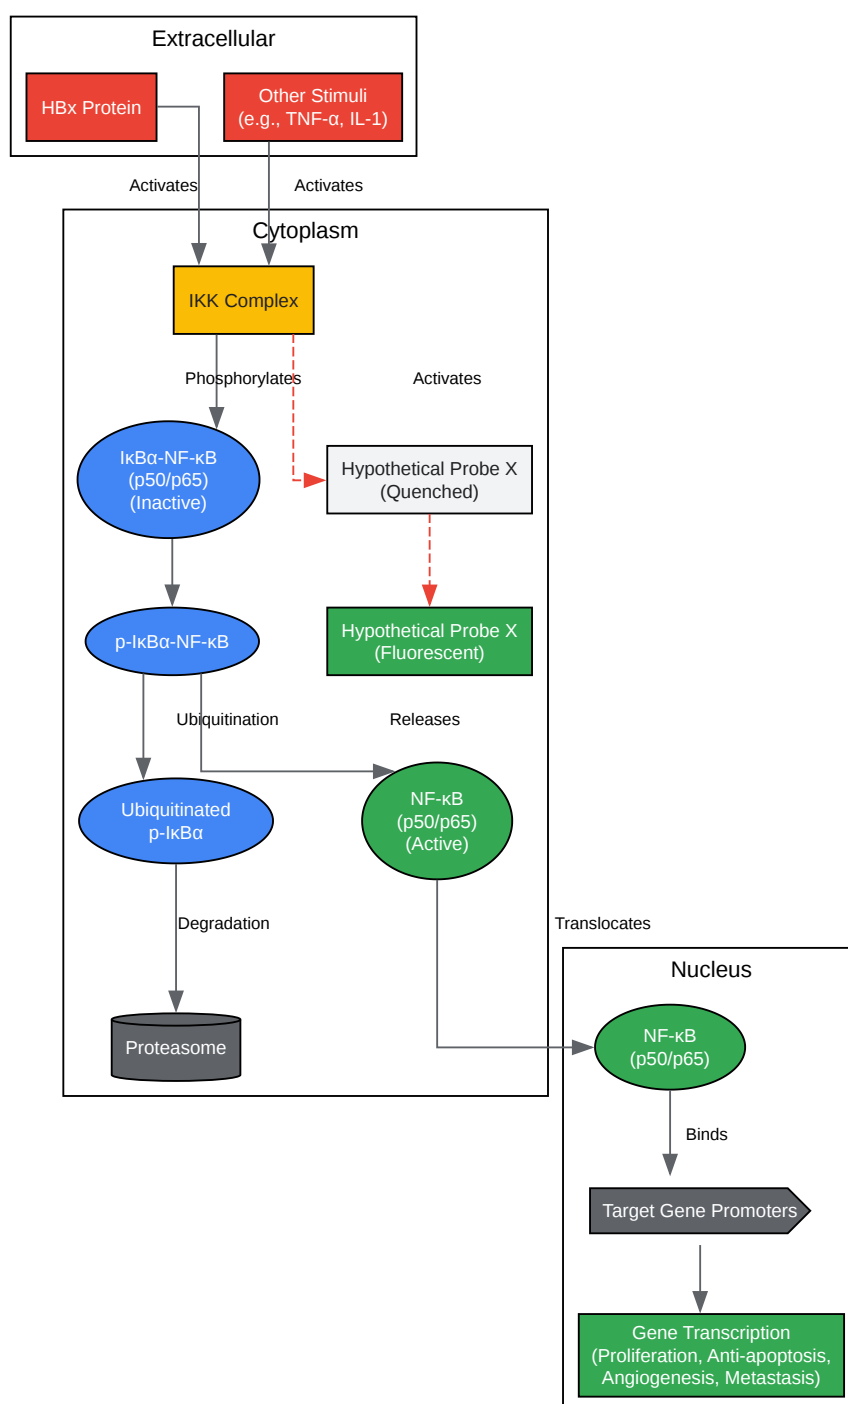 Extracellular
HBx Protein
Other Stimuli
(e.g., TNF-α, IL-1)
Activates
Activates
Cytoplasm
IKK Complex
Phosphorylates
Activates
IκBα-NF-κB
(p50/p65)
(Inactive)
Hypothetical Probe X
(Quenched)
p-IκBα-NF-κB
Hypothetical Probe X
(Fluorescent)
Ubiquitination
Releases
Ubiquitinated
p-IκBα
NF-κB
(p50/p65)
(Active)
Degradation
Translocates
Nucleus
Proteasome
NF-κB
(p50/p65)
Binds
Target Gene Promoters
Gene Transcription
(Proliferation, Anti-apoptosis,
Angiogenesis, Metastasis)